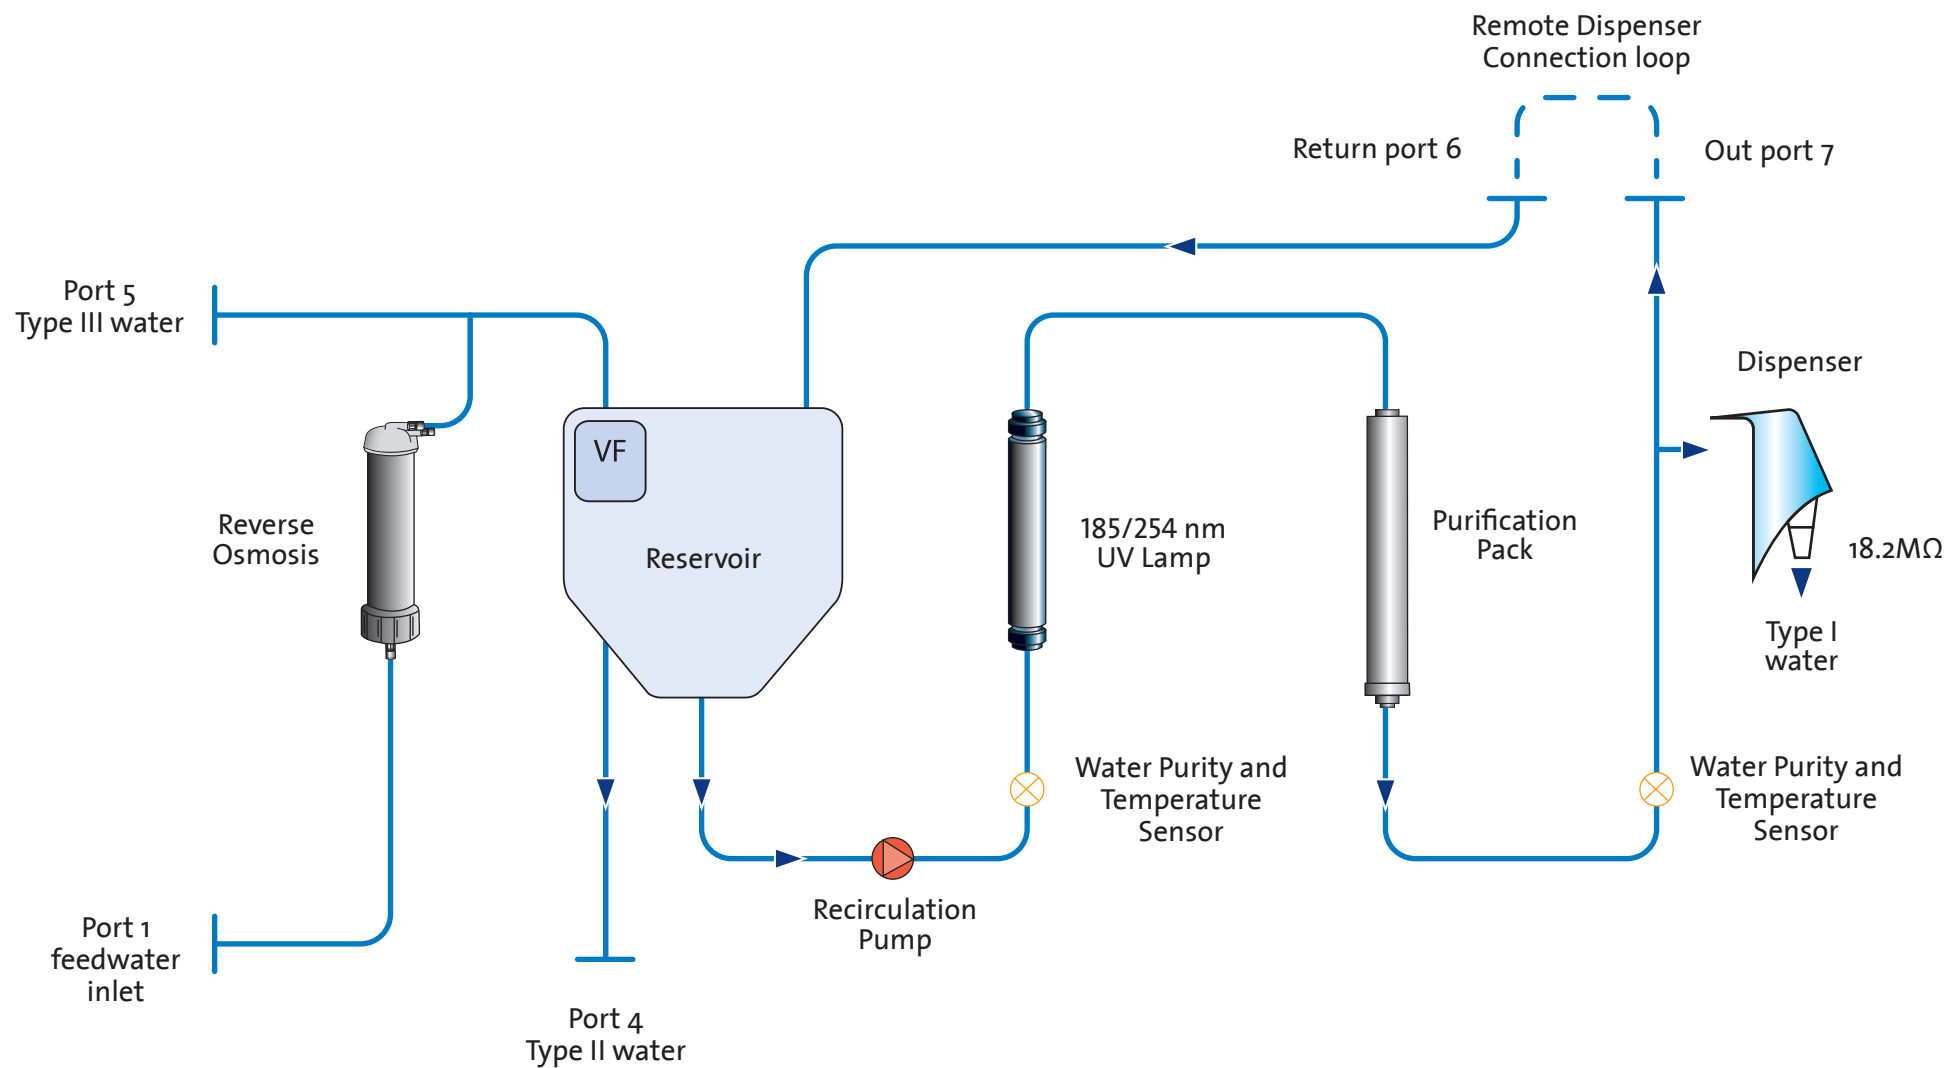 Remote Dispenser
Connection loop
Return port 6
Out port 7
Port 5
Type III water
Dispenser
VF
Reservoir
Reverse
Osmosis
185/254 nm
UV Lamp
Purification
Pack
18.2MΩ
Type I
water
Water Purity and
Temperature
Sensor
Water Purity and
Temperature
Sensor
Recirculation
Pump
Port 1
feedwater
inlet
Port 4
Type II water